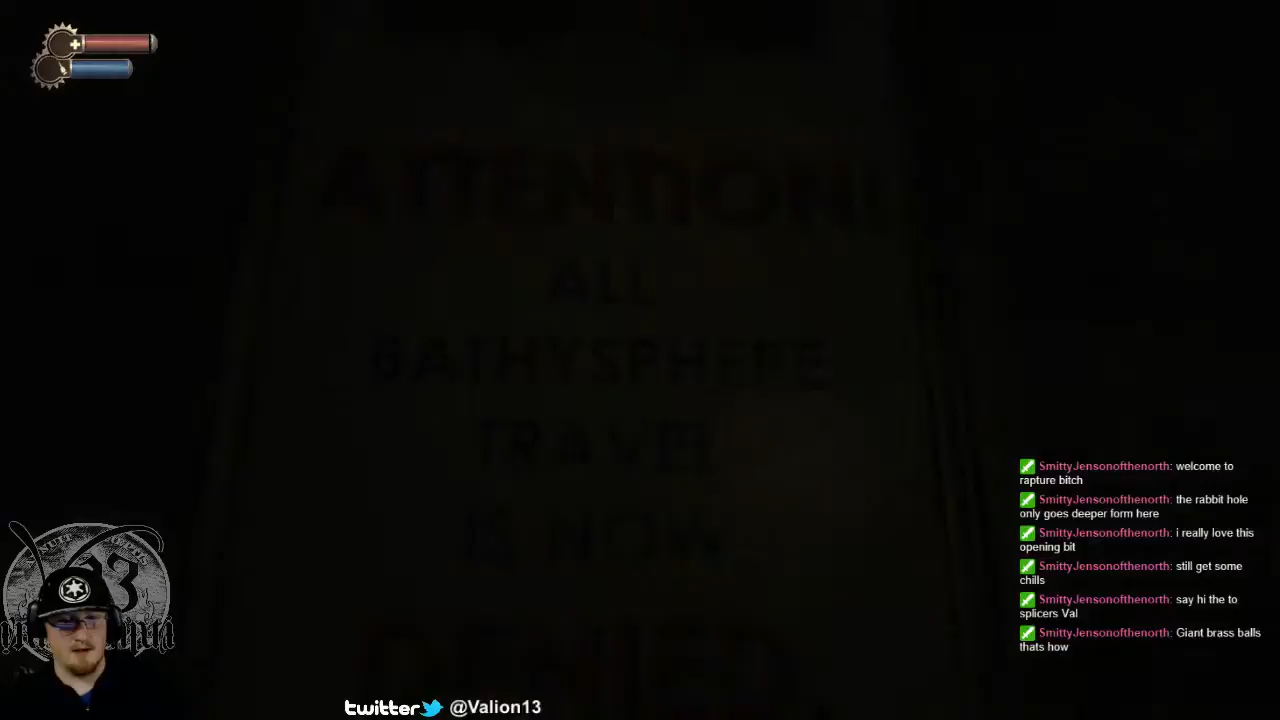 ATTENTION!
ALL
BATHYSPHERE
TRAVEL
IS NOW
DENIED
SmittyJensonofthenorth: welcome to
rapture bitch
SmittyJensonofthenorth: the rabbit hole
only goes deeper form here
SmittyJensonofthenorth: i really love this
opening bit
SmittyJensonofthenorth: still get some
chills
SmittyJensonofthenorth: say hi the to
splicers Val
SmittyJensonofthenorth: Giant brass balls
thats how
twitter @Valion13